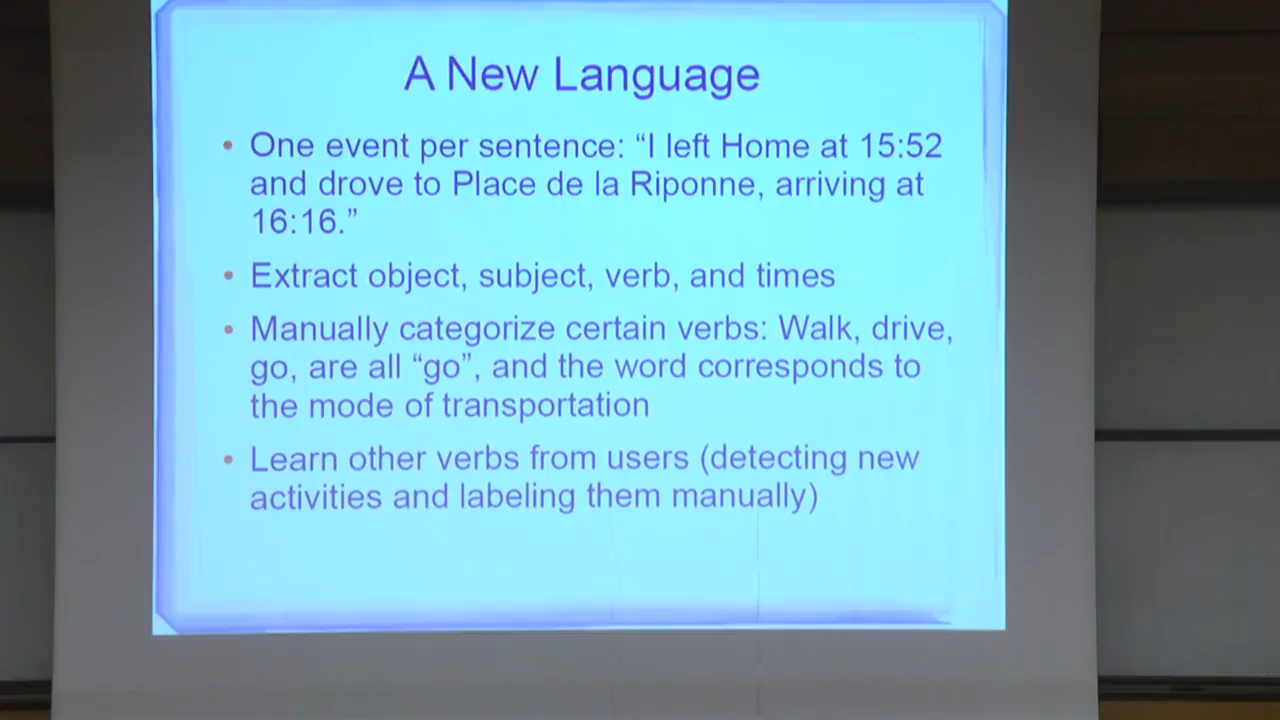 A New Language
• One event per sentence: “I left Home at 15:52
and drove to Place de la Riponne, arriving at
16:16.”
• Extract object, subject, verb, and times
• Manually categorize certain verbs: Walk, drive,
go, are all “go”, and the word corresponds to
the mode of transportation
• Learn other verbs from users (detecting new
activities and labeling them manually)